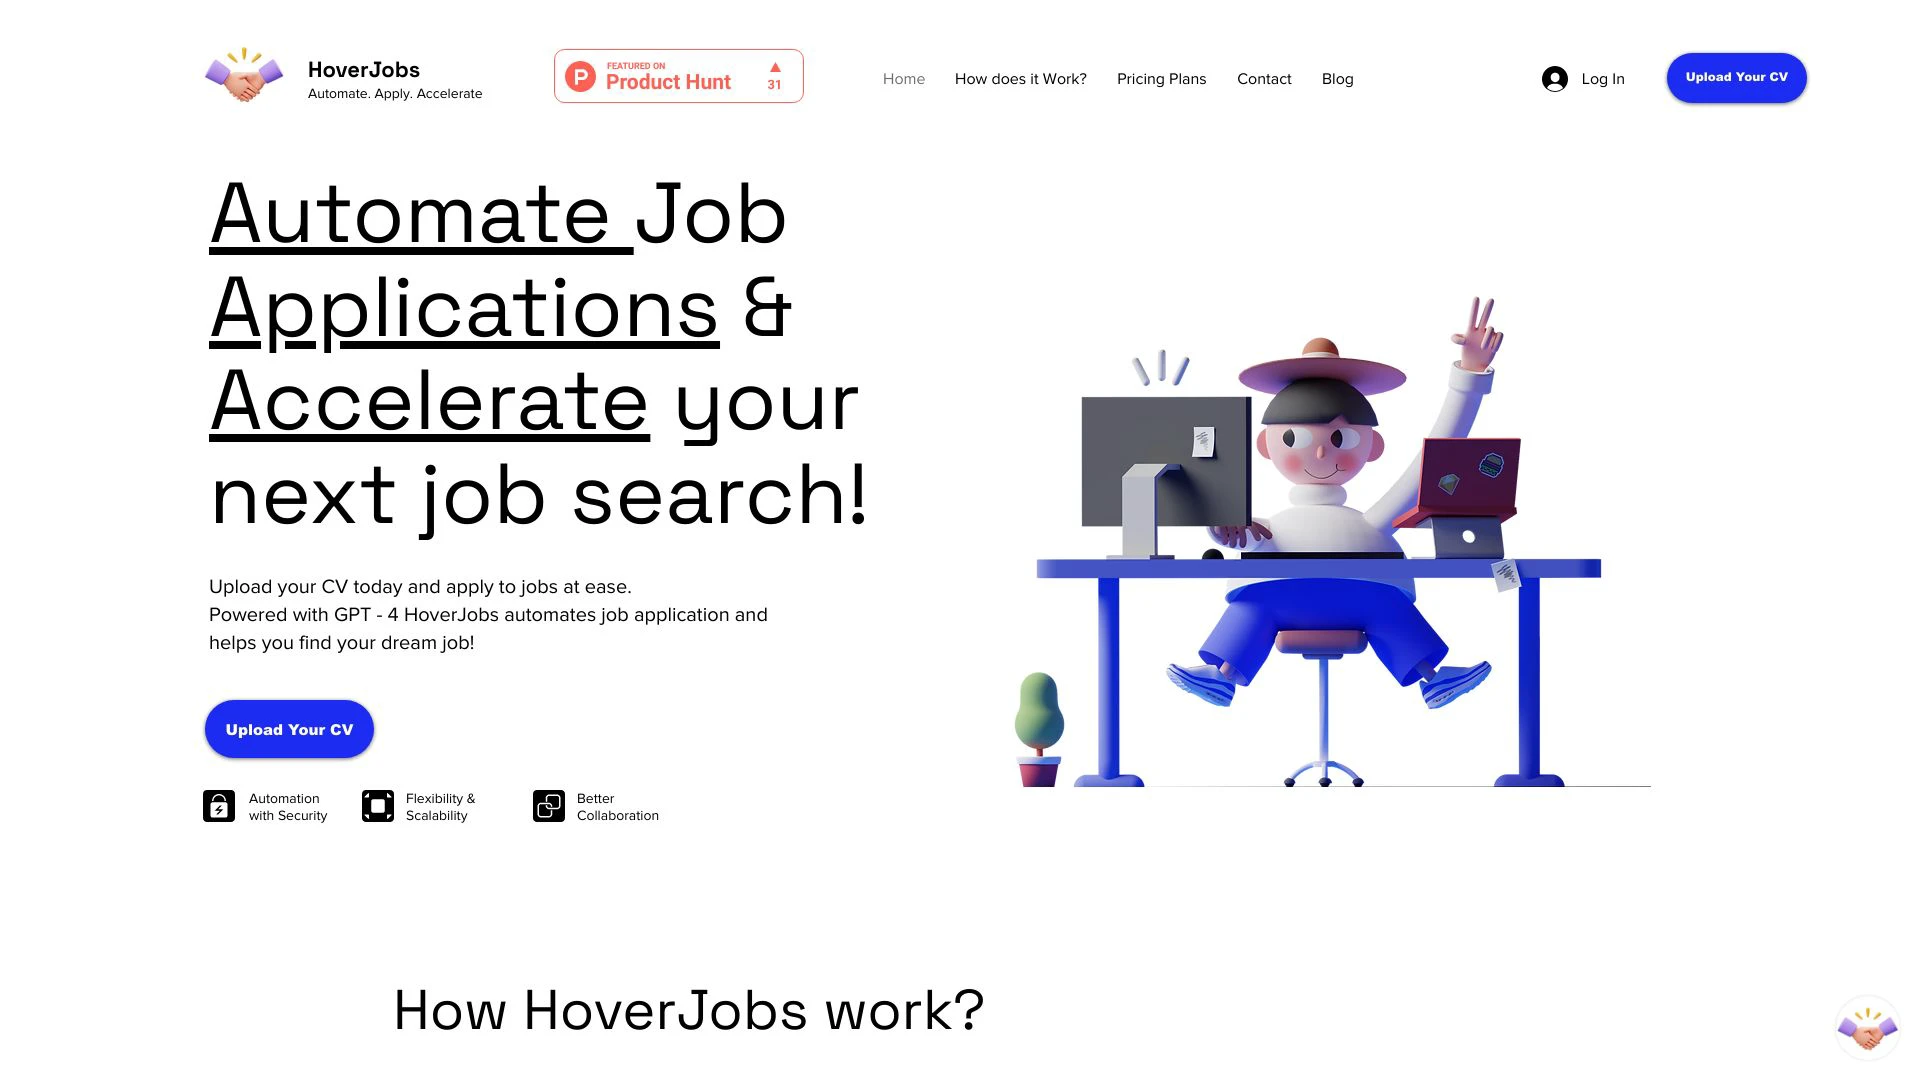 HoverJobs
Automate. Apply. Accelerate
FEATURED ON
Product Hunt
31
Home
How does it Work?
Pricing Plans
Contact
Blog
Log In
Upload Your CV
Automate Job
Applications &
Accelerate your
next job search!
Upload your CV today and apply to jobs at ease.
Powered with GPT - 4 HoverJobs automates job application and
helps you find your dream job!
Upload Your CV
Automation
with Security
Flexibility &
Scalability
Better
Collaboration
How HoverJobs work?